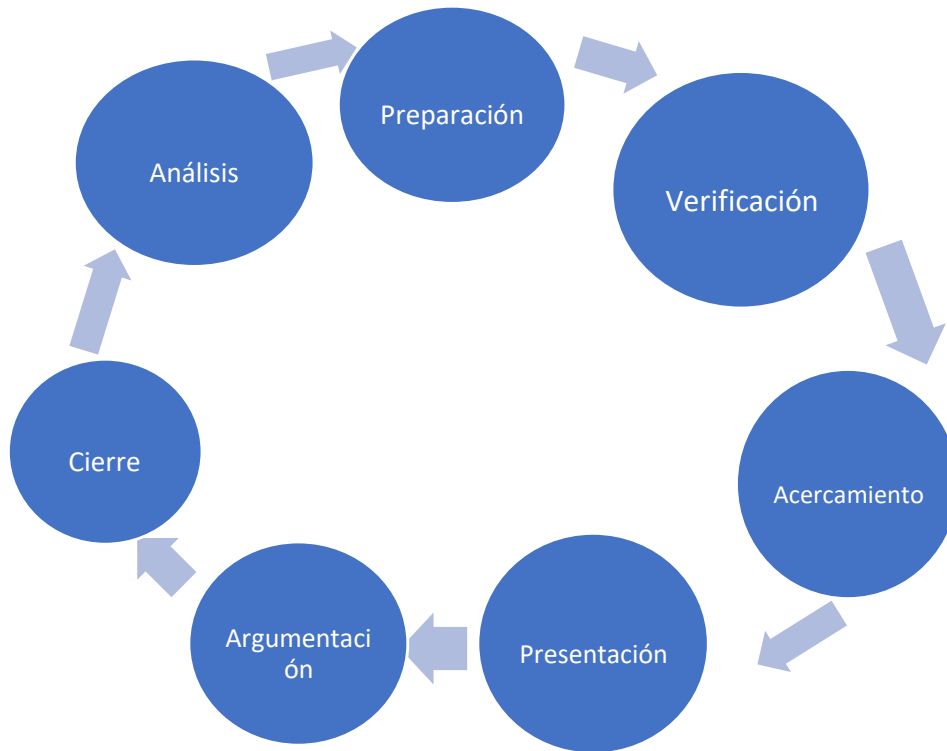 Preparación
Análisis
Verificación
Cierre
Acercamiento
Argumentaci
ón
Presentación